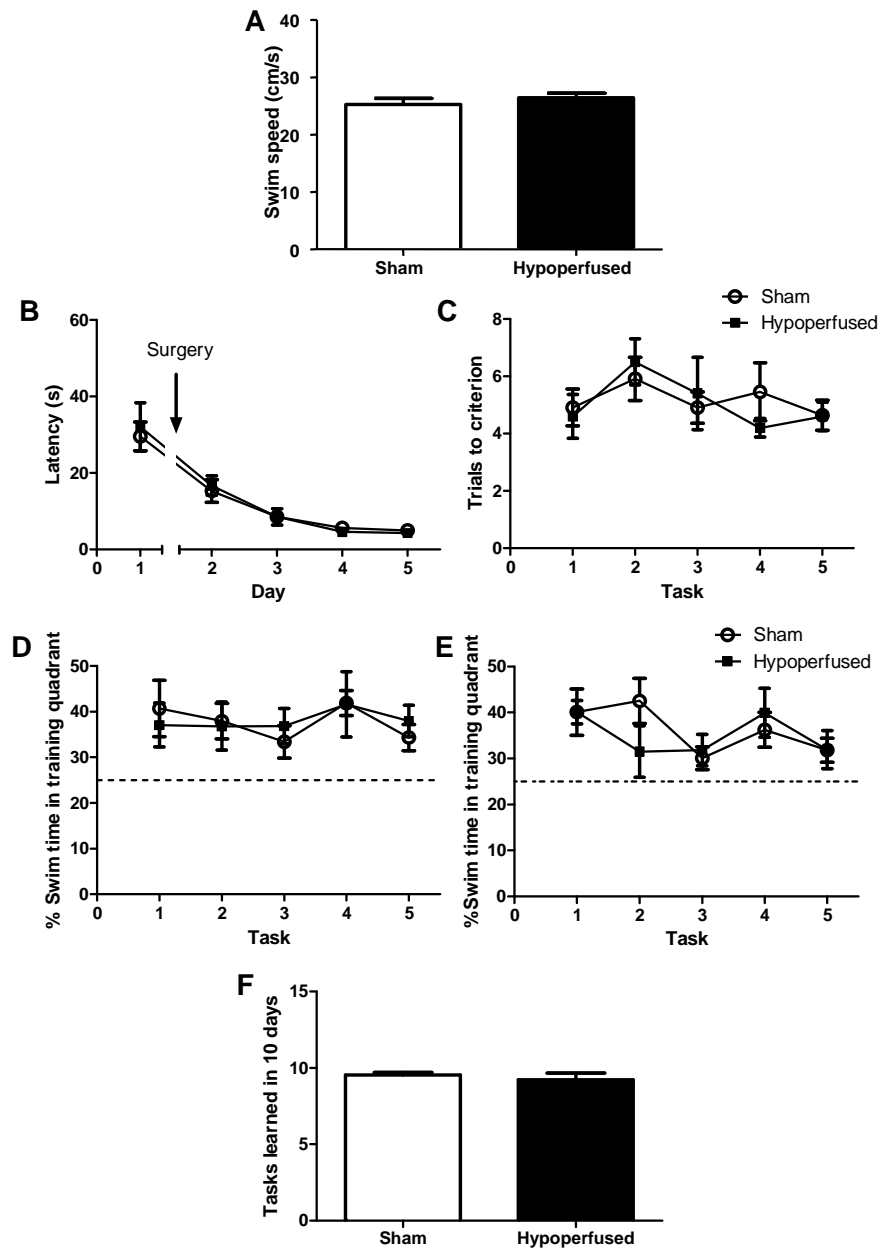 A
Swim speed (cm/s)
40
30
20
10
0
Sham Hypoperfused
B
Latency (s)
60
40
20
0
Surgery
0 1 2 3 4 5
Day
C
Sham
Hypoperfused
Trials to criterion
8
6
4
2
0
0 1 2 3 4 5
Task
D
% Swim time in training quadrant
50
40
30
20
10
0
0 1 2 3 4 5
Task
E
Sham
Hypoperfused
%Swim time in training quadrant
50
40
30
20
10
0
0 1 2 3 4 5
Task
F
Tasks learned in 10 days
15
10
5
0
Sham Hypoperfused